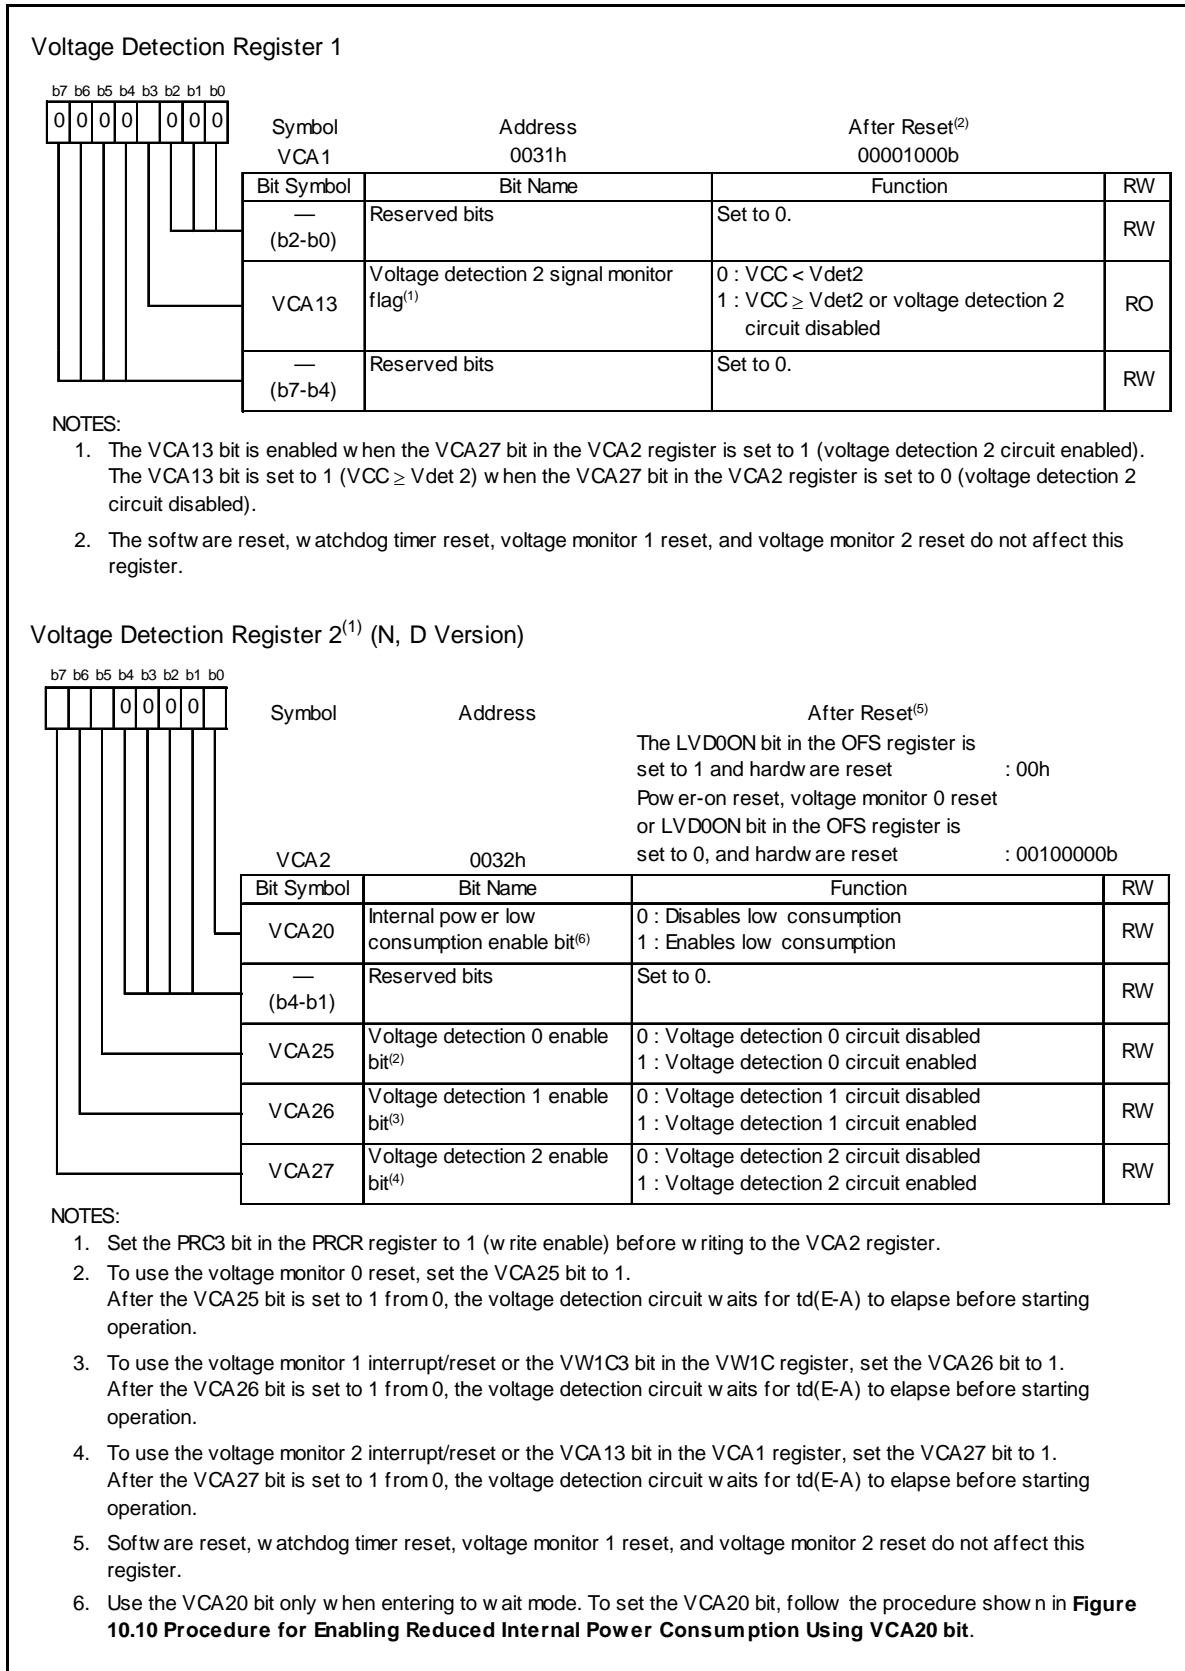 Voltage Detection Register 1
b7 b6 b5 b4 b3 b2 b1 b0
0 0 0 0 0 0 0
Symbol Address After Reset(2)
VCA1 0031h 00001000b
Bit Symbol Bit Name Function RW
—
(b2-b0)
Reserved bits
Set to 0.
RW
VCA13
Voltage detection 2 signal monitor
flag(1)
0 : VCC < Vdet2
1 : VCC ≥ Vdet2 or voltage detection 2
circuit disabled
RO
—
(b7-b4)
Reserved bits
Set to 0.
RW
NOTES:
1. The VCA13 bit is enabled when the VCA27 bit in the VCA2 register is set to 1 (voltage detection 2 circuit enabled).
The VCA13 bit is set to 1 (VCC ≥ Vdet 2) when the VCA27 bit in the VCA2 register is set to 0 (voltage detection 2
circuit disabled).
2. The software reset, watchdog timer reset, voltage monitor 1 reset, and voltage monitor 2 reset do not affect this
register.
Voltage Detection Register 2(1) (N, D Version)
b7 b6 b5 b4 b3 b2 b1 b0
0 0 0 0
Symbol Address After Reset(5)
The LVD0ON bit in the OFS register is
set to 1 and hardware reset : 00h
Power-on reset, voltage monitor 0 reset
or LVD0ON bit in the OFS register is
VCA2 0032h set to 0, and hardware reset : 00100000b
Bit Symbol Bit Name Function RW
VCA20
Internal power low
consumption enable bit(6)
0 : Disables low consumption
1 : Enables low consumption
RW
—
(b4-b1)
Reserved bits
Set to 0.
RW
VCA25
Voltage detection 0 enable
bit(2)
0 : Voltage detection 0 circuit disabled
1 : Voltage detection 0 circuit enabled
RW
VCA26
Voltage detection 1 enable
bit(3)
0 : Voltage detection 1 circuit disabled
1 : Voltage detection 1 circuit enabled
RW
VCA27
Voltage detection 2 enable
bit(4)
0 : Voltage detection 2 circuit disabled
1 : Voltage detection 2 circuit enabled
RW
NOTES:
1. Set the PRC3 bit in the PRCR register to 1 (write enable) before writing to the VCA2 register.
2. To use the voltage monitor 0 reset, set the VCA25 bit to 1.
After the VCA25 bit is set to 1 from 0, the voltage detection circuit waits for td(E-A) to elapse before starting
operation.
3. To use the voltage monitor 1 interrupt/reset or the VW1C3 bit in the VW1C register, set the VCA26 bit to 1.
After the VCA26 bit is set to 1 from 0, the voltage detection circuit waits for td(E-A) to elapse before starting
operation.
4. To use the voltage monitor 2 interrupt/reset or the VCA13 bit in the VCA1 register, set the VCA27 bit to 1.
After the VCA27 bit is set to 1 from 0, the voltage detection circuit waits for td(E-A) to elapse before starting
operation.
5. Software reset, watchdog timer reset, voltage monitor 1 reset, and voltage monitor 2 reset do not affect this
register.
6. Use the VCA20 bit only when entering to wait mode. To set the VCA20 bit, follow the procedure shown in Figure
10.10 Procedure for Enabling Reduced Internal Power Consumption Using VCA20 bit.